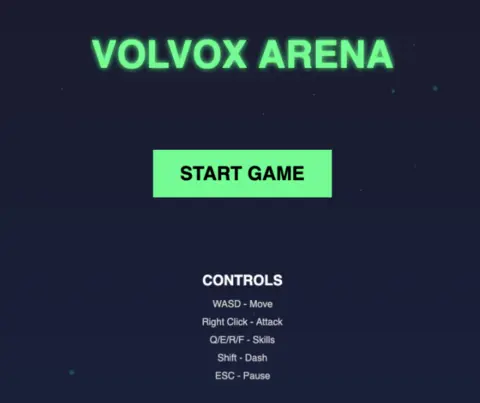 VOLVOX ARENA
START GAME
CONTROLS
WASD - Move
Right Click - Attack
Q/E/R/F - Skills
Shift - Dash
ESC - Pause